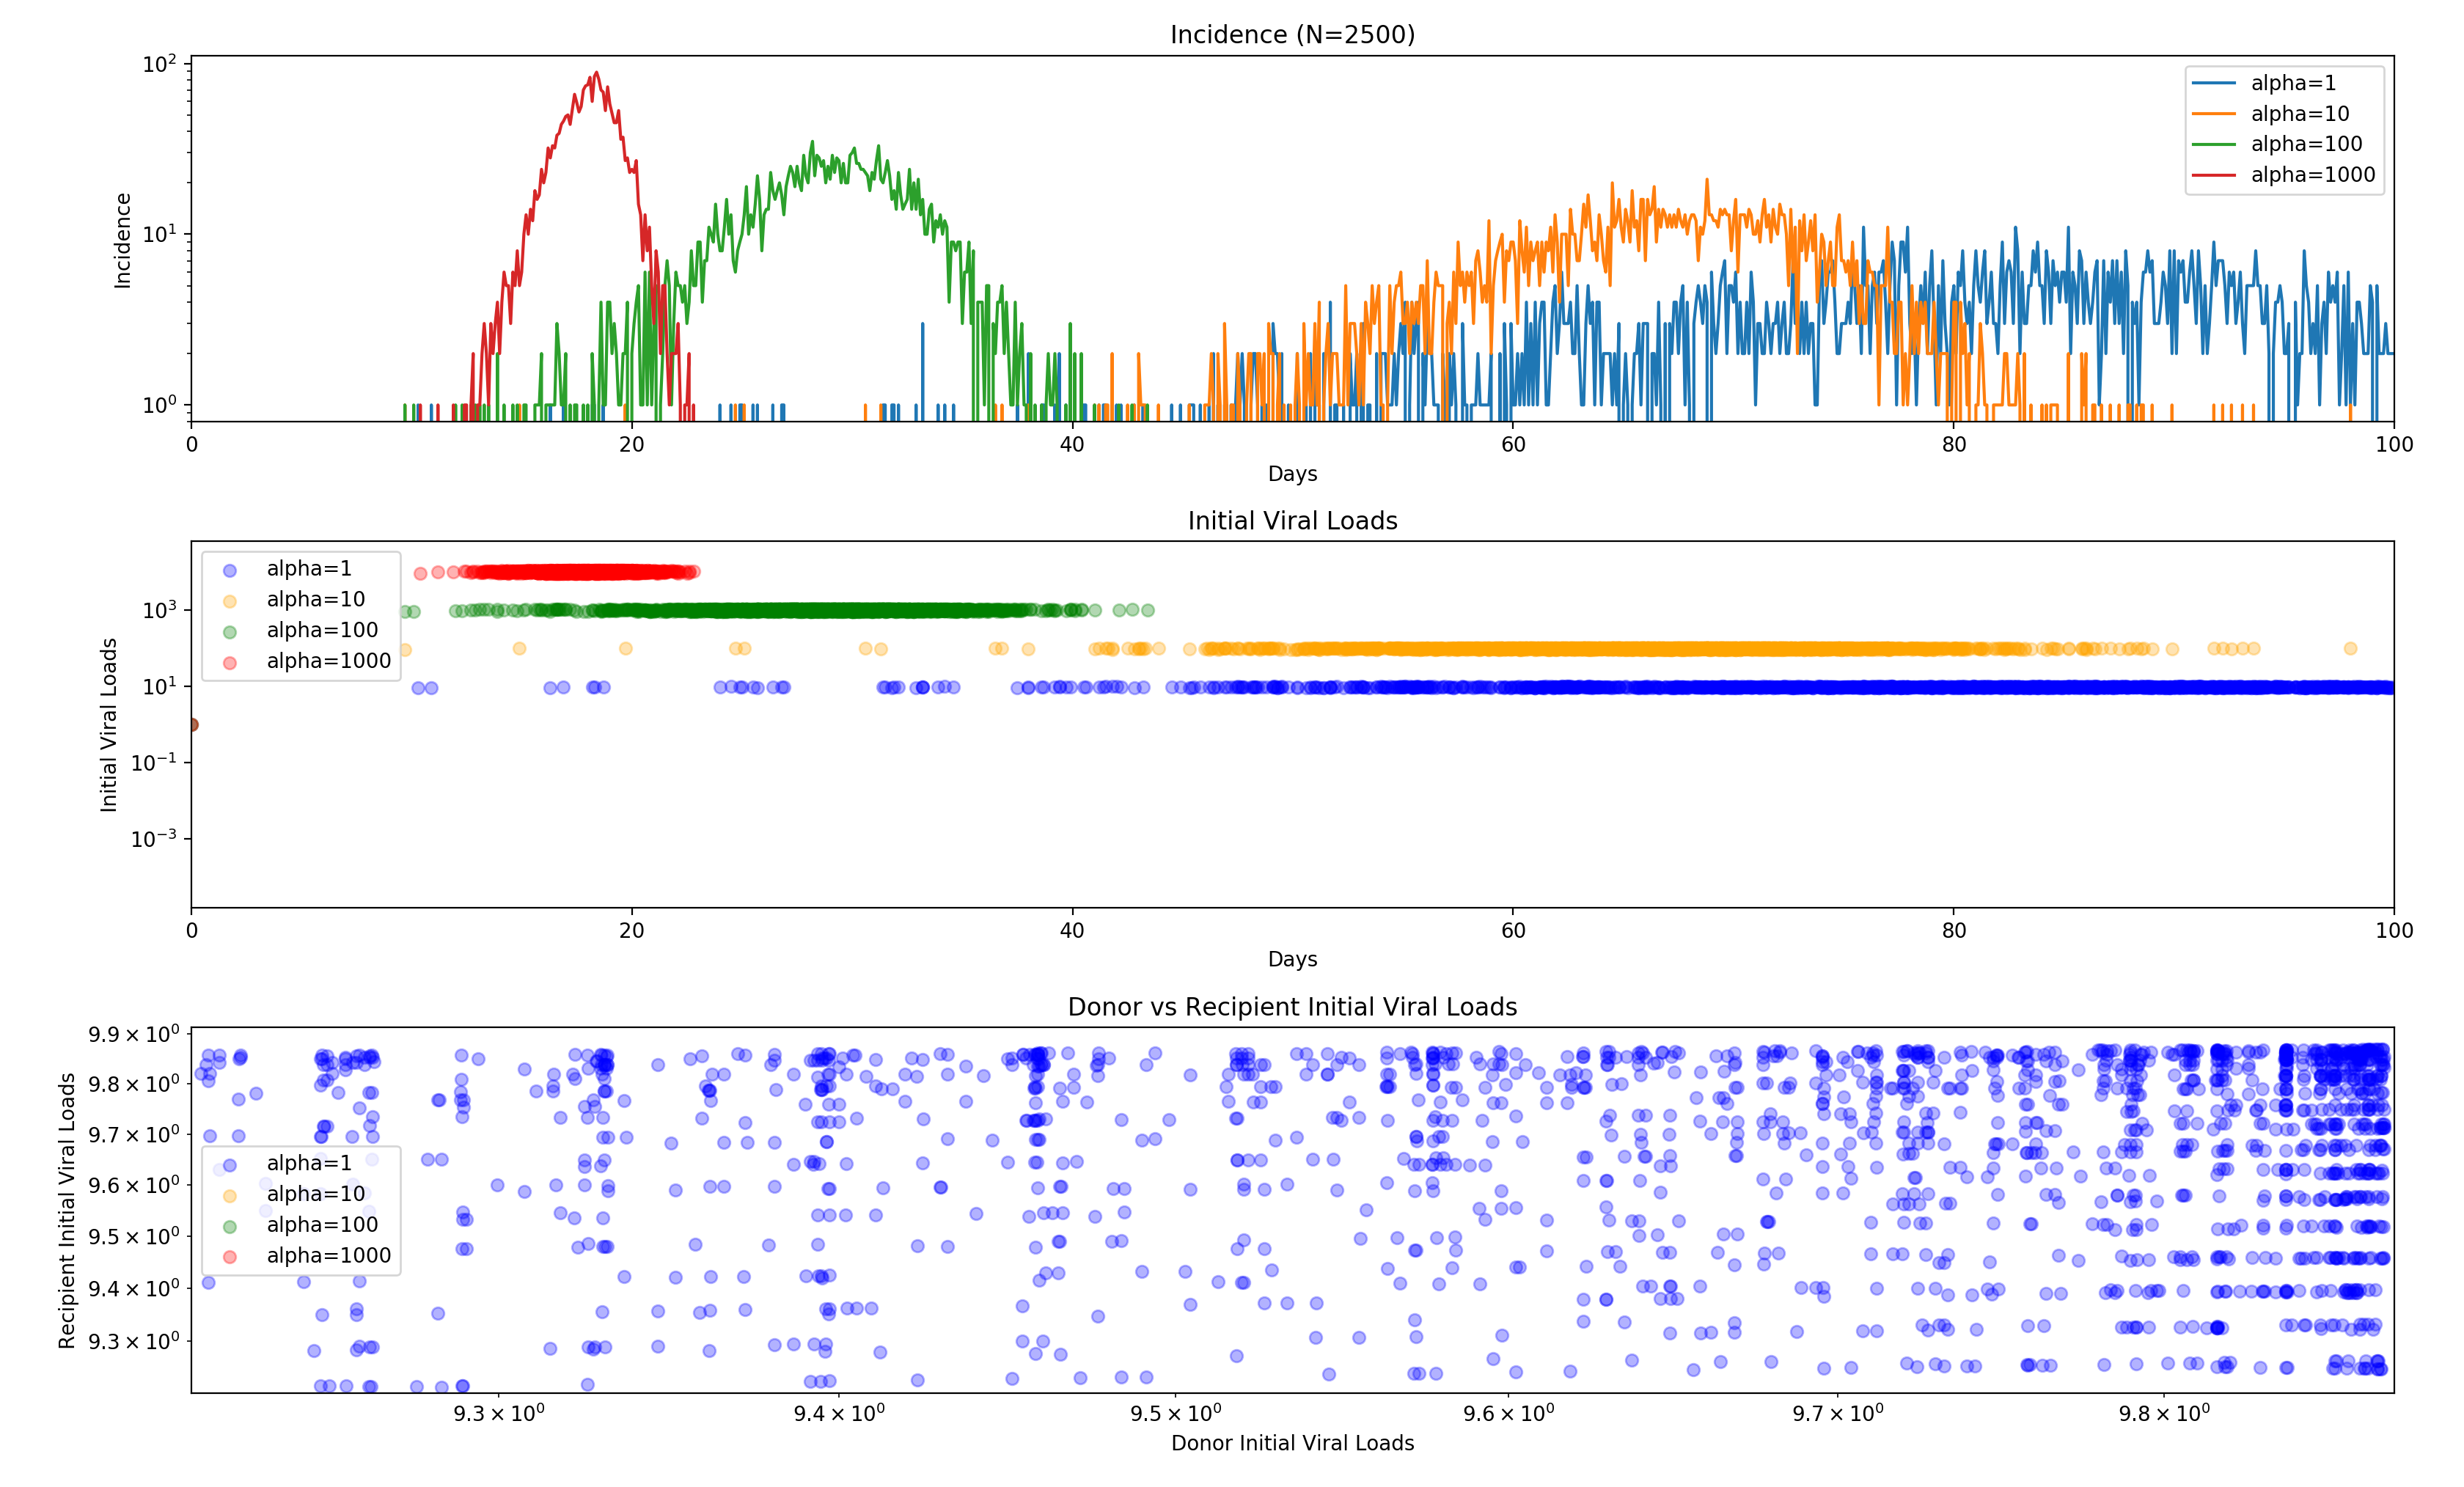 Incidence (N=2500)
10²
10¹
10⁰
Incidence
alpha=1
alpha=10
alpha=100
alpha=1000
0 20 40 60 80 100
Days
Initial Viral Loads
10³
10¹
10⁻¹
10⁻³
Initial Viral Loads
alpha=1
alpha=10
alpha=100
alpha=1000
0 20 40 60 80 100
Days
Donor vs Recipient Initial Viral Loads
9.9 × 10⁰
9.8 × 10⁰
9.7 × 10⁰
9.6 × 10⁰
9.5 × 10⁰
9.4 × 10⁰
9.3 × 10⁰
Recipient Initial Viral Loads
alpha=1
alpha=10
alpha=100
alpha=1000
9.3 × 10⁰ 9.4 × 10⁰ 9.5 × 10⁰ 9.6 × 10⁰ 9.7 × 10⁰ 9.8 × 10⁰
Donor Initial Viral Loads